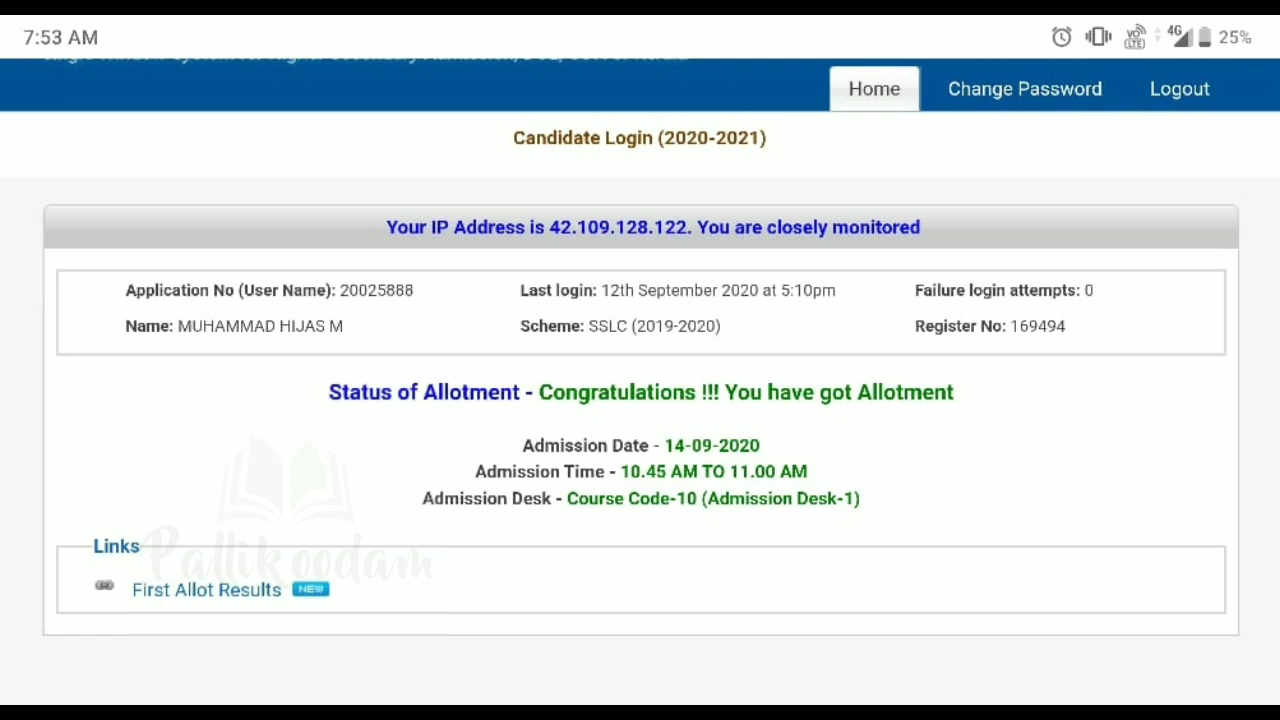 7:53 AM
4G 25%
Home Change Password Logout
Candidate Login (2020-2021)
Your IP Address is 42.109.128.122. You are closely monitored
Application No (User Name): 20025888 Last login: 12th September 2020 at 5:10pm Failure login attempts: 0
Name: MUHAMMAD HIJAS M Scheme: SSLC (2019-2020) Register No: 169494
Status of Allotment - Congratulations !!! You have got Allotment
Admission Date - 14-09-2020
Admission Time - 10.45 AM TO 11.00 AM
Admission Desk - Course Code-10 (Admission Desk-1)
Links
Pallikoodam
First Allot Results NEW